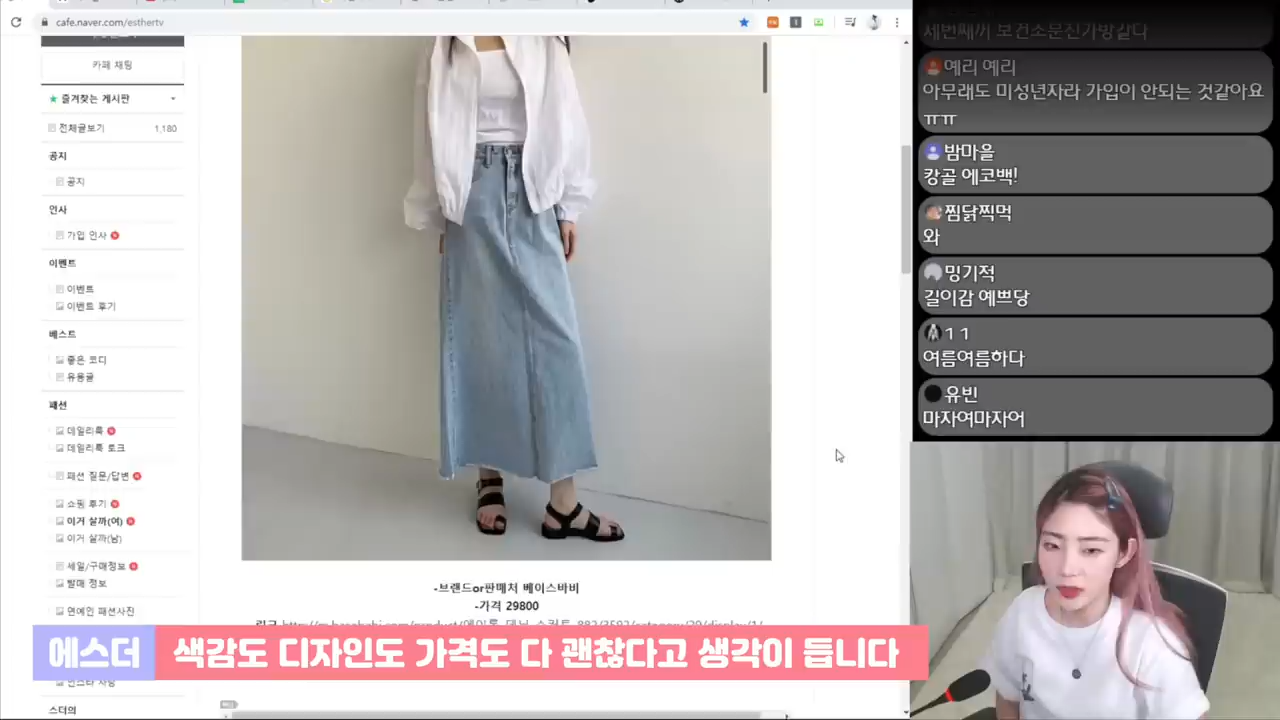 cafe.naver.com/esthertv
카페 채팅
즐겨찾는 게시판
전체글보기 1,180
공지
공지
인사
가입 인사
이벤트
이벤트
이벤트 후기
베스트
좋은 코디
유용글
패션
데일리룩
데일리룩 토크
패션 질문/답변
쇼핑 후기
이거 살까(여)
이거 살까(남)
세일/구매정보
발매 정보
연예인 패션사진
스더의
-브랜드or판매처 베이스바비
-가격 29800
에스더 색감도 디자인도 가격도 다 괜찮다고 생각이 듭니다
세번째끼 보건소문진가방같다
예리 예리
아무래도 미성년자라 가입이 안되는 것같아요
ㅠㅠ
밤마을
캉골 에코백!
찜닭찍먹
와
밍기적
길이감 예쁘당
1 1
여름여름하다
유빈
마자여마자어